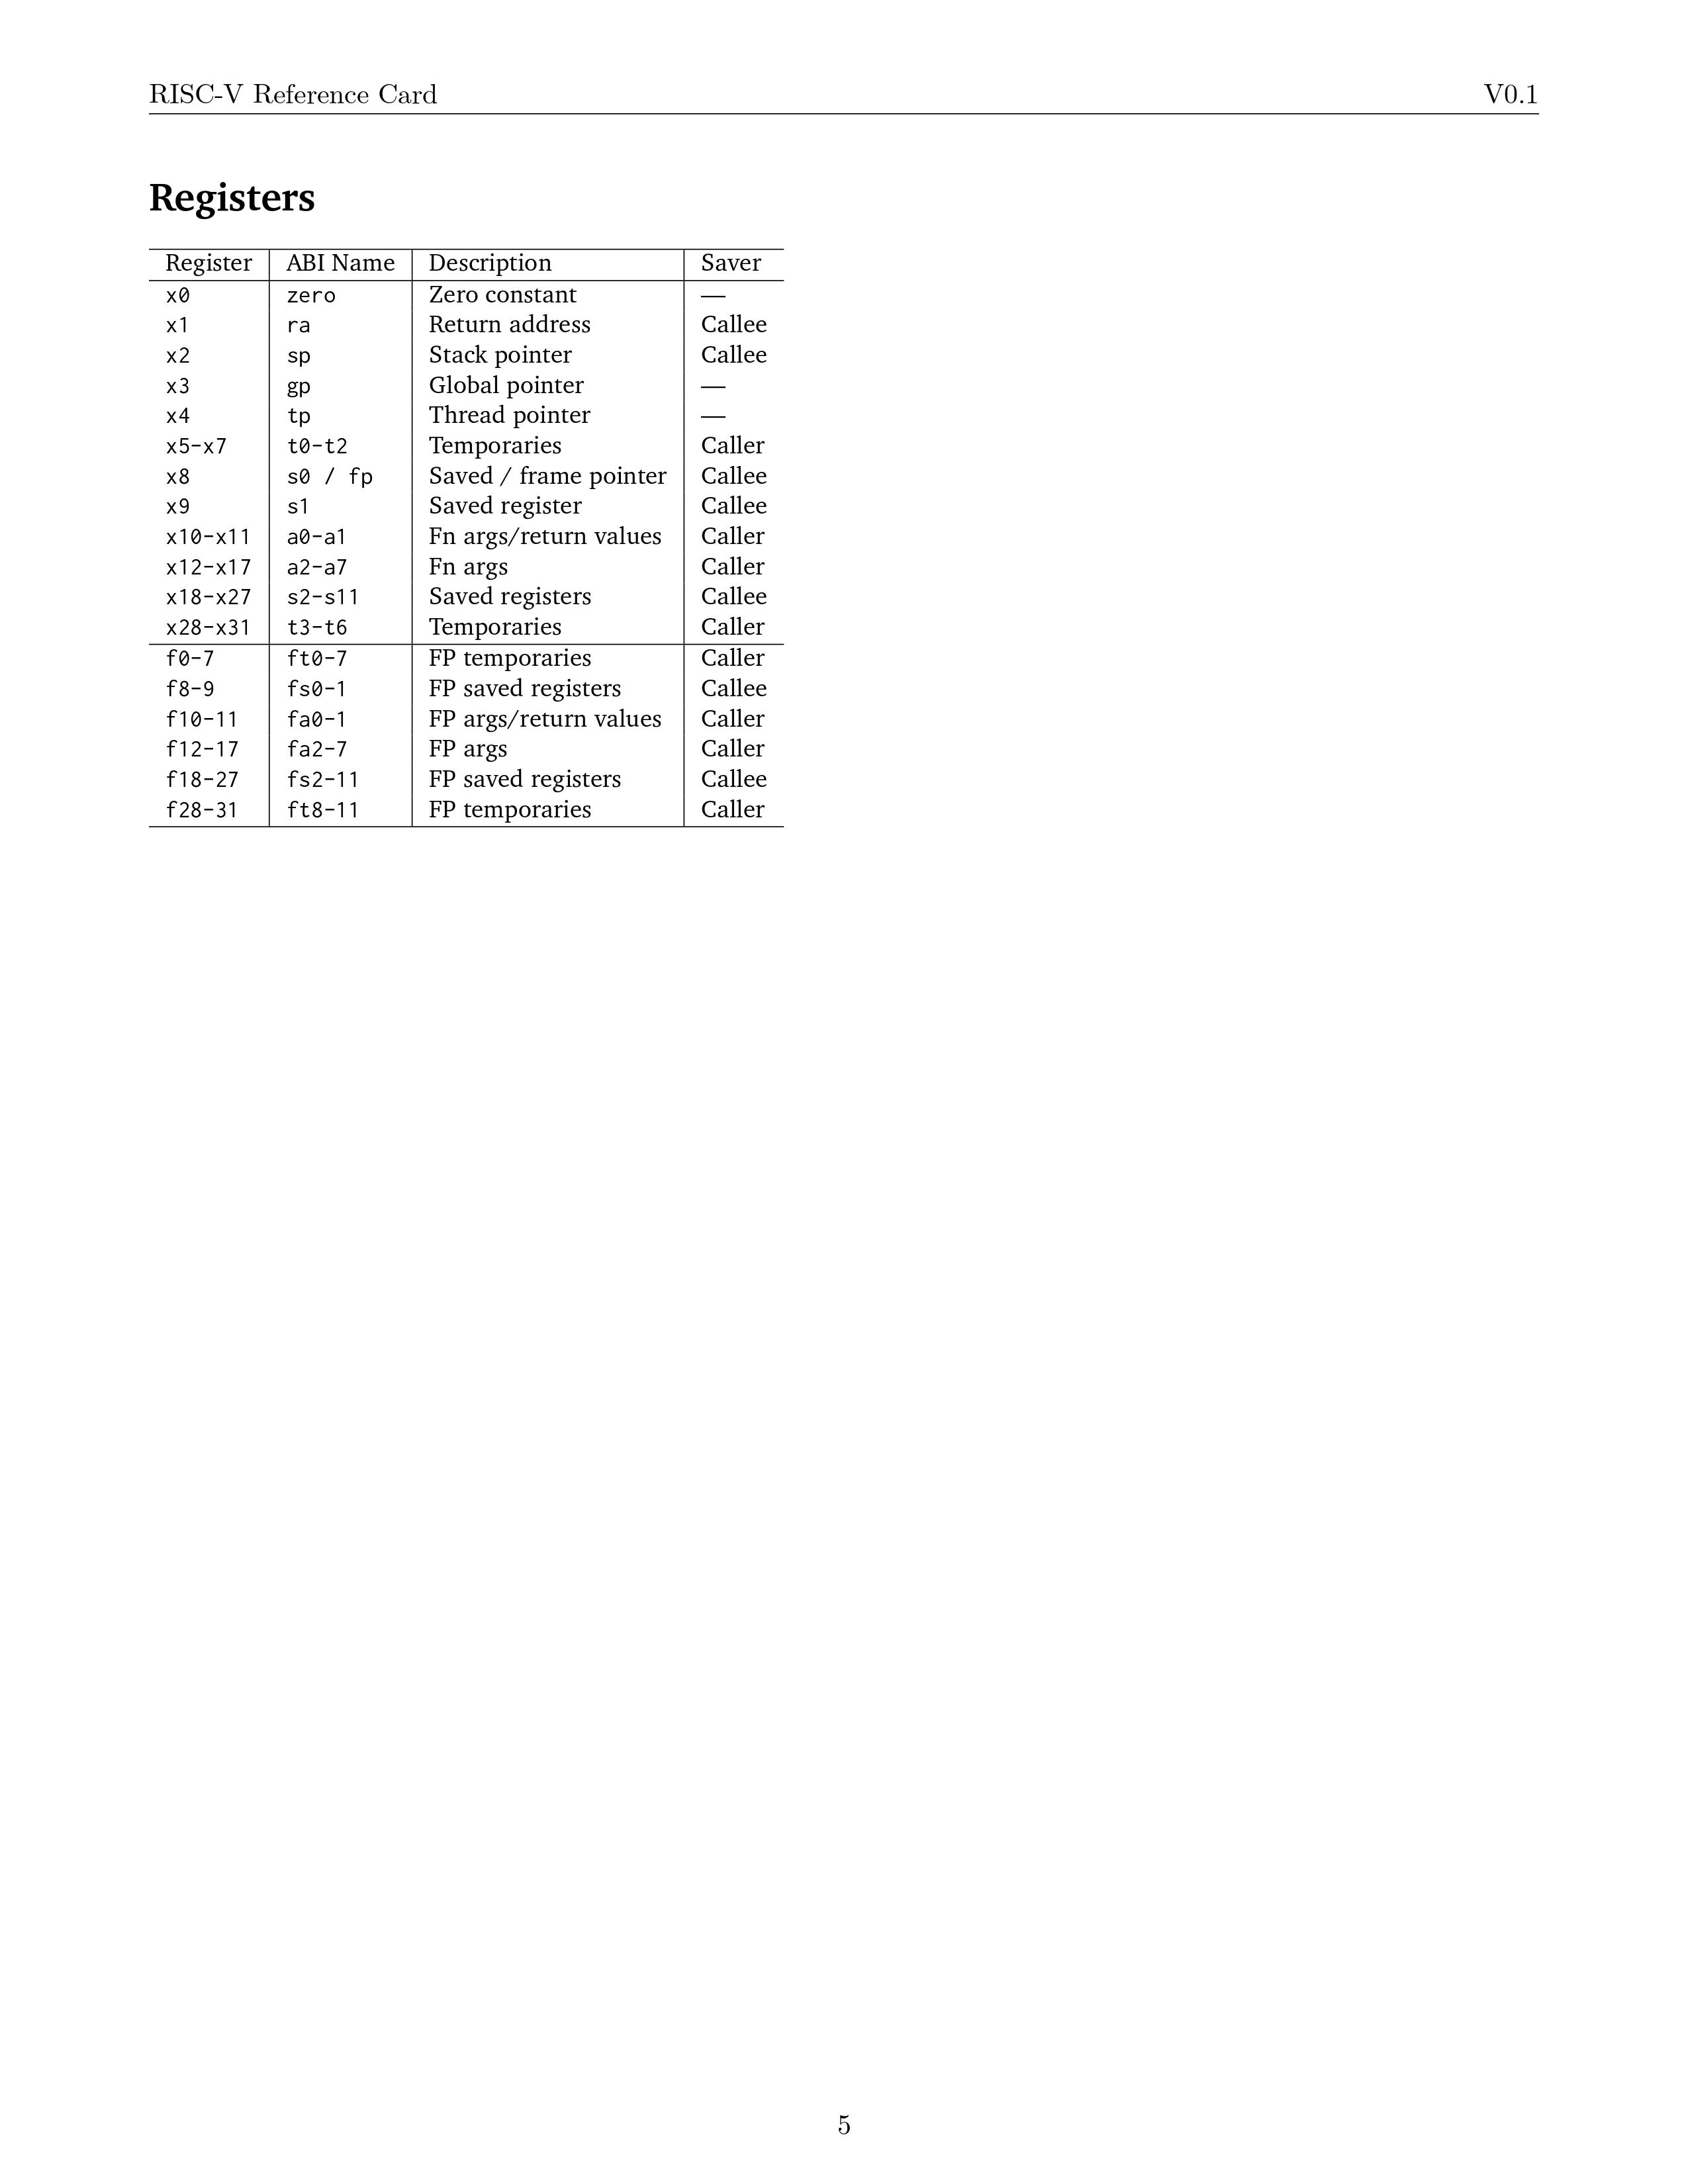 RISC-V Reference Card V0.1
Registers
Register ABI Name Description Saver
x0 zero Zero constant —
x1 ra Return address Callee
x2 sp Stack pointer Callee
x3 gp Global pointer —
x4 tp Thread pointer —
x5-x7 t0-t2 Temporaries Caller
x8 s0 / fp Saved / frame pointer Callee
x9 s1 Saved register Callee
x10-x11 a0-a1 Fn args/return values Caller
x12-x17 a2-a7 Fn args Caller
x18-x27 s2-s11 Saved registers Callee
x28-x31 t3-t6 Temporaries Caller
f0-7 ft0-7 FP temporaries Caller
f8-9 fs0-1 FP saved registers Callee
f10-11 fa0-1 FP args/return values Caller
f12-17 fa2-7 FP args Caller
f18-27 fs2-11 FP saved registers Callee
f28-31 ft8-11 FP temporaries Caller
5